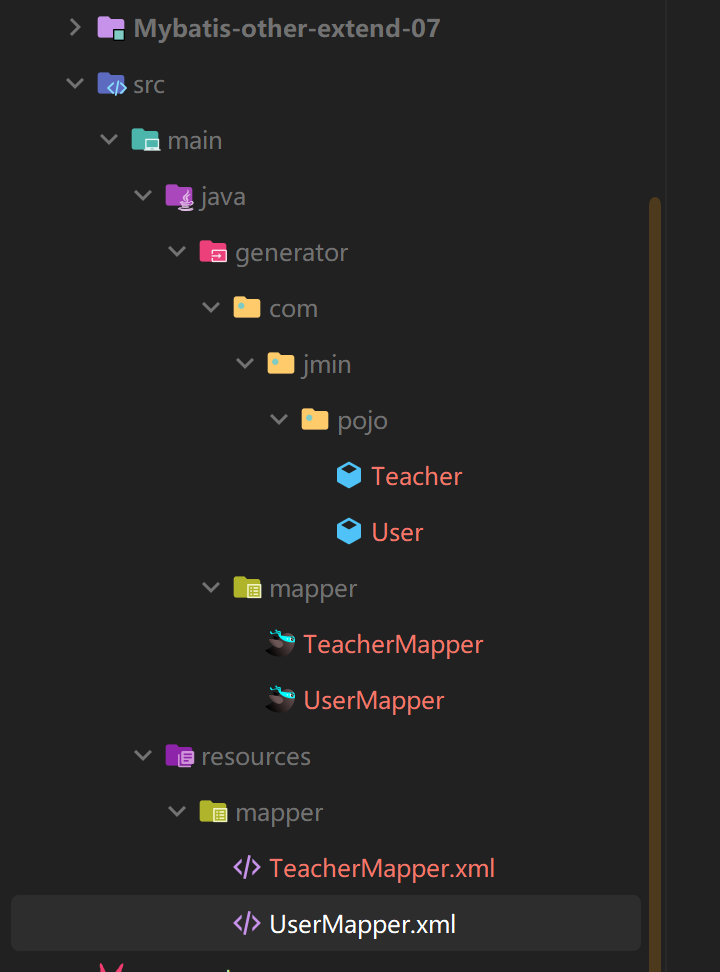 Mybatis-other-extend-07
src
main
java
generator
com
jmin
pojo
Teacher
User
mapper
TeacherMapper
UserMapper
resources
mapper
TeacherMapper.xml
UserMapper.xml